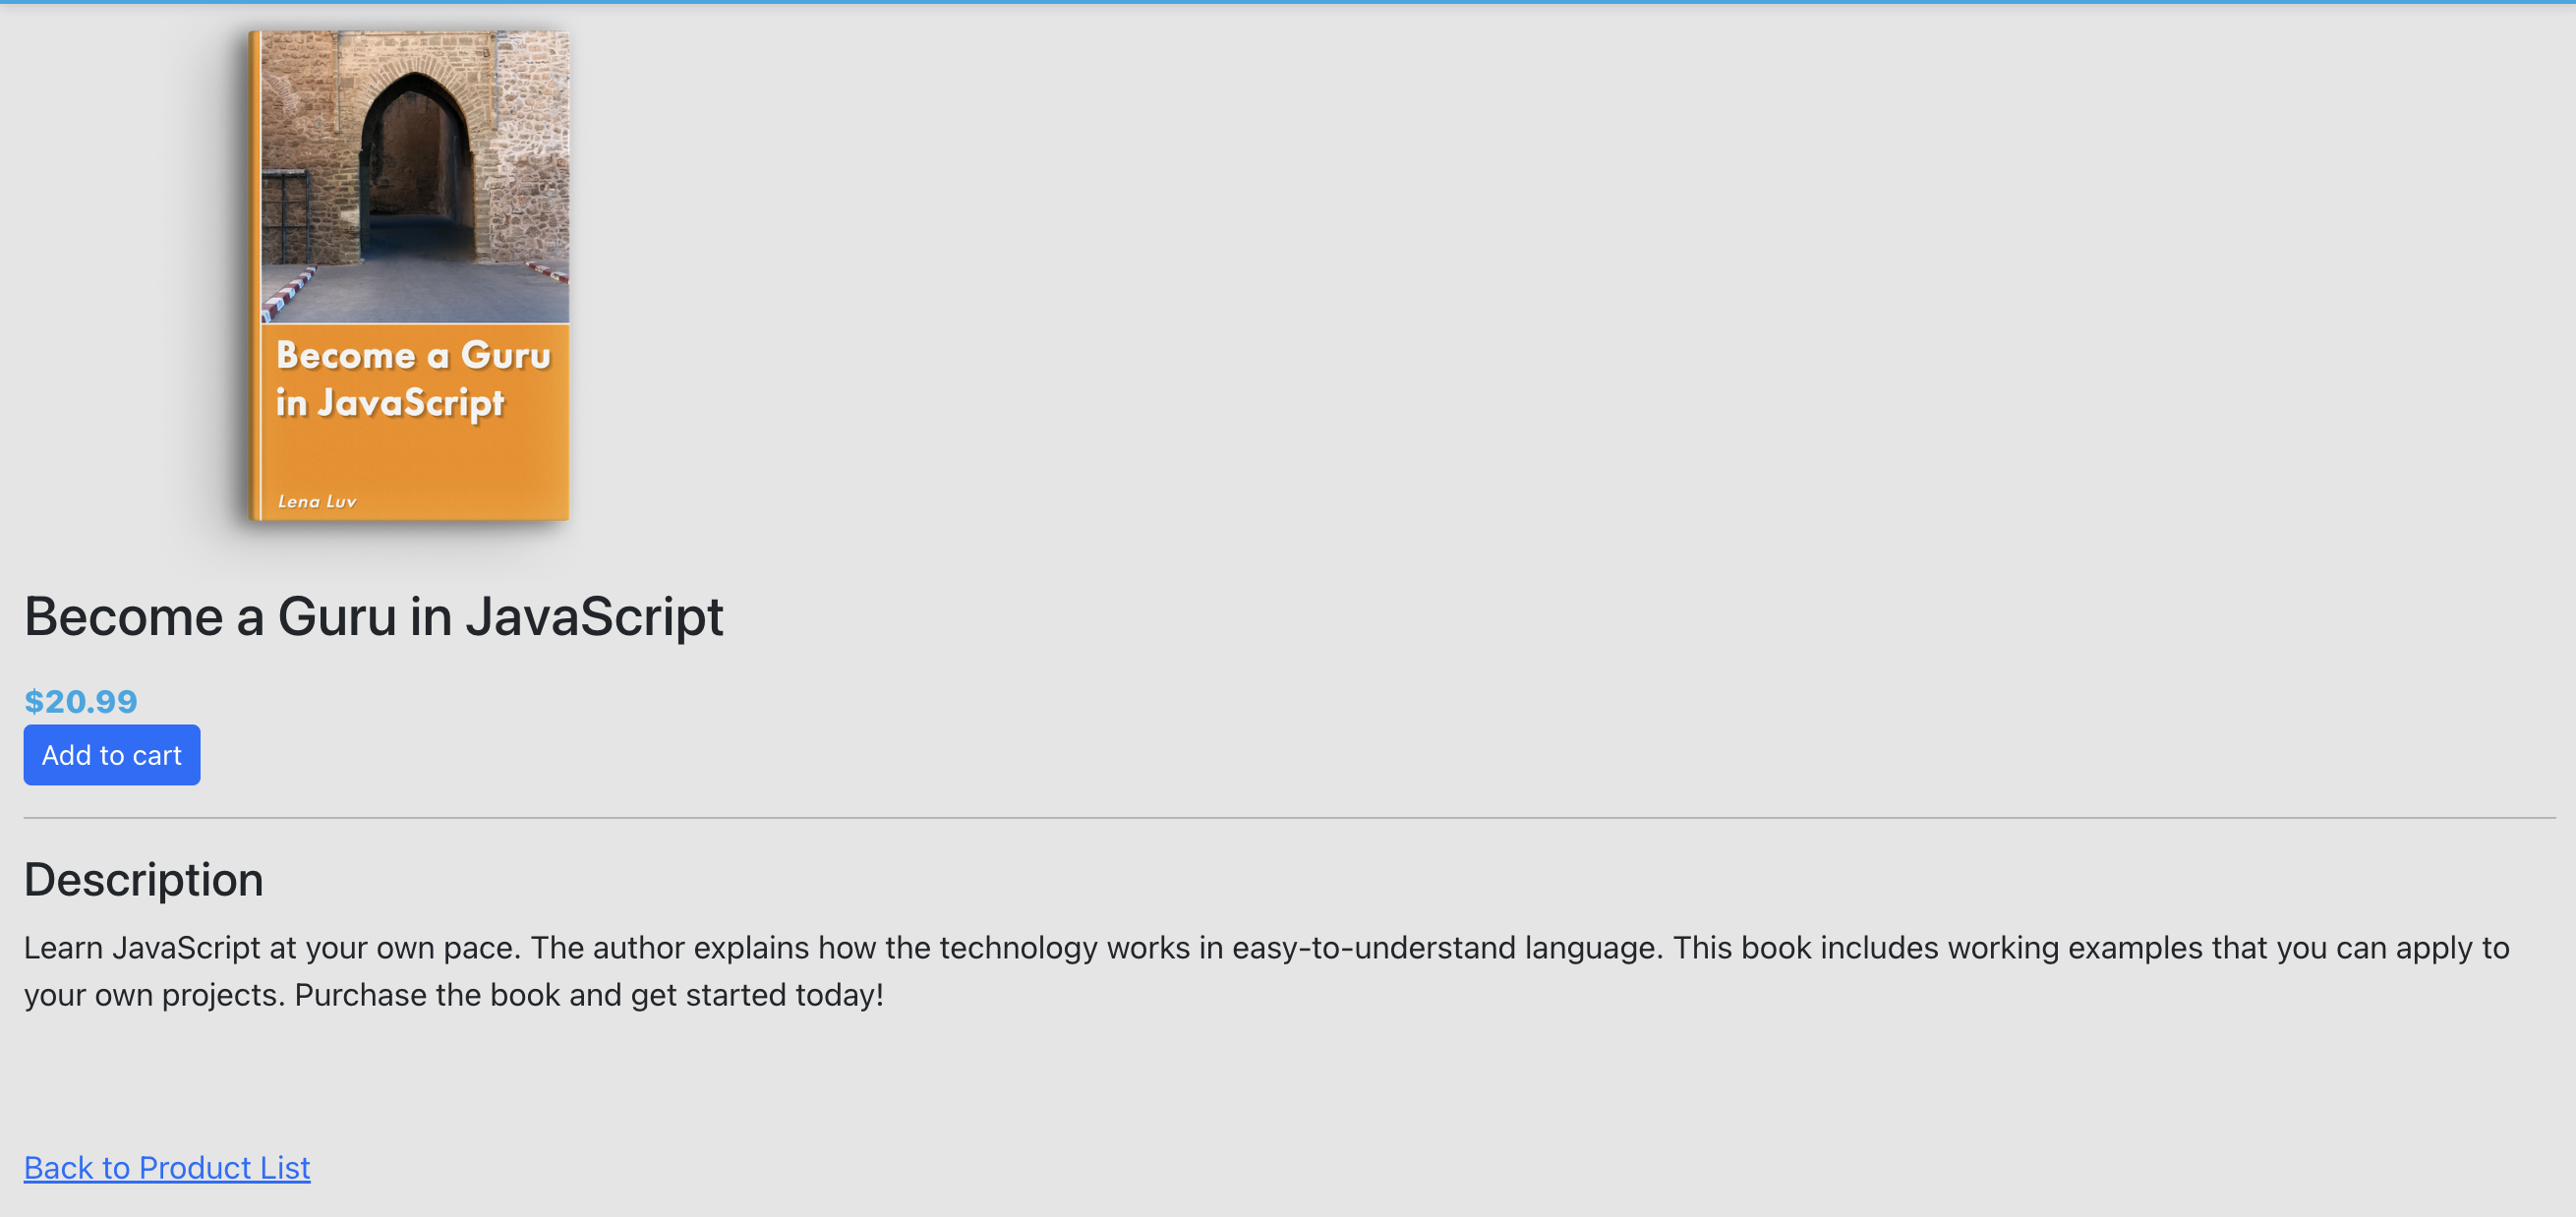 Become a Guru
in JavaScript
Lena Luv
Become a Guru in JavaScript
$20.99
Add to cart
Description
Learn JavaScript at your own pace. The author explains how the technology works in easy-to-understand language. This book includes working examples that you can apply to
your own projects. Purchase the book and get started today!
Back to Product List